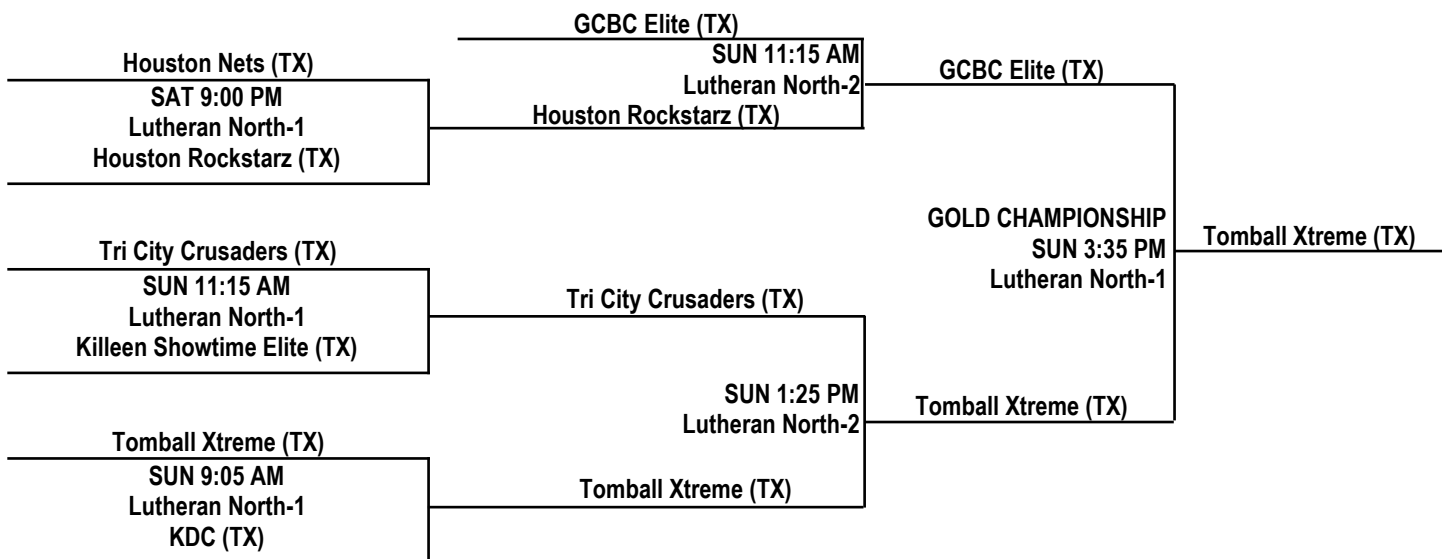 GCBC Elite (TX)
Houston Nets (TX)
SUN 11:15 AM
Lutheran North-2
GCBC Elite (TX)
SAT 9:00 PM
Lutheran North-1
Houston Rockstarz (TX)
Houston Rockstarz (TX)
GOLD CHAMPIONSHIP
SUN 3:35 PM
Lutheran North-1
Tomball Xtreme (TX)
Tri City Crusaders (TX)
SUN 11:15 AM
Lutheran North-1
Killeen Showtime Elite (TX)
Tri City Crusaders (TX)
SUN 1:25 PM
Lutheran North-2
Tomball Xtreme (TX)
Tomball Xtreme (TX)
SUN 9:05 AM
Lutheran North-1
KDC (TX)
Tomball Xtreme (TX)